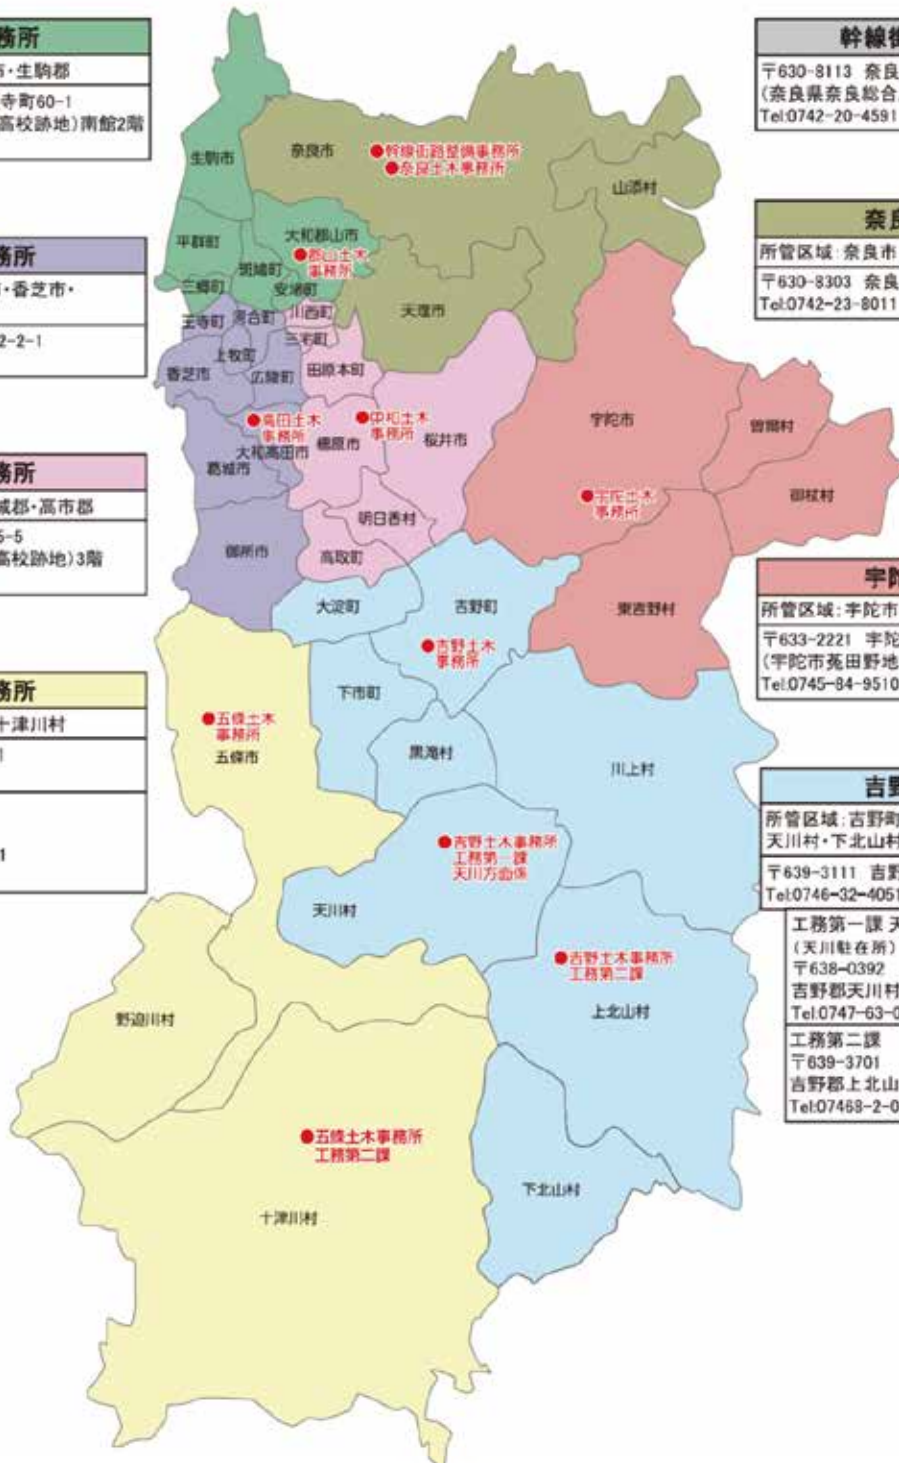 務所
市・生駒郡
寺町60-1
高校跡地)南館2階
務所
・香芝市・
2-2-1
務所
城郡・高市郡
5-5
高校跡地)3階
務所
十津川村
1
幹線街
〒630-8113 奈良
(奈良県奈良総合
Tel:0742-20-4591
奈良
所管区域:奈良市
〒630-8303 奈良
Tel:0742-23-8011
宇陀
所管区域:宇陀市
〒633-2221 宇陀
(宇陀市菟田野地
Tel:0745-84-9510
吉野
所管区域:吉野町
天川村・下北山村
〒639-3111 吉野
Tel:0746-32-4051
工務第一課 天
(天川駐在所)
〒638-0392
吉野郡天川村
Tel:0747-63-0
工務第二課
〒639-3701
吉野郡上北山
Tel:07468-2-0
生駒市
奈良市
●幹線街路整備事務所
●奈良土木事務所
山添村
平群町
大和郡山市
●郡山土木
事務所
斑鳩町
三郷町
安堵町
天理市
王寺町
河合町
川西町
三宅町
上牧町
香芝市
広陵町
田原本町
●高田土木
事務所
大和高田市
●中和土木
事務所
橿原市
桜井市
宇陀市
曽爾村
葛城市
●宇陀土木
事務所
御杖村
明日香村
御所市
高取町
大淀町
吉野町
東吉野村
●吉野土木
事務所
下市町
●五條土木
事務所
五條市
黒滝村
川上村
●吉野土木事務所
工務第一課
天川方面係
天川村
●吉野土木事務所
工務第二課
上北山村
野迫川村
●五條土木事務所
工務第二課
下北山村
十津川村